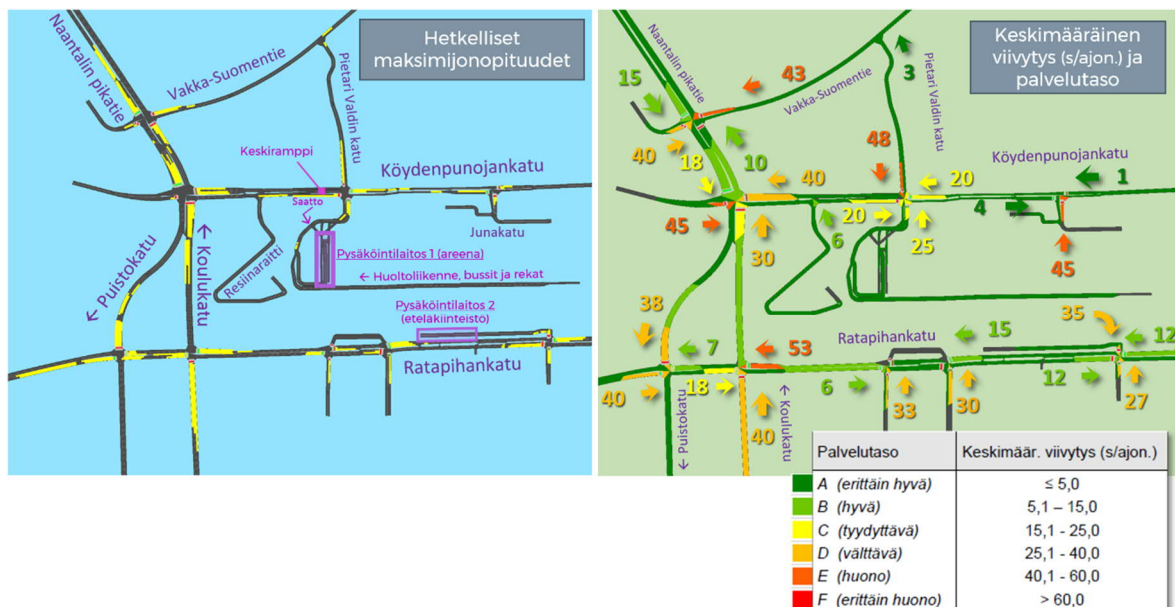 Hetkelliset
maksimijonopituudet
Naantalin pikatie
Vakka-Suomentie
Pietari Valdin katu
Keskiramppi
Köydenpunojankatu
Saatto
Junakatu
Pysäköintilaitos 1 (areena)
← Huoltoliikenne, bussit ja rekat
Resiinaraitti
← Puistokatu
← Koulukatu
Pysäköintilaitos 2
(eteläkiinteistö)
Ratapihankatu
Keskimääräinen
viivytys (s/ajon.) ja
palvelutaso
Naantalin pikatie
15
43
3
Vakka-Suomentie
Pietari Valdin katu
40
18
10
48
Köydenpunojankatu
40
20
1
45
20
4
6
25
30
45
38
35
Ratapihankatu
15
12
7
53
40
18
6
12
33
30
27
40
← Puistokatu
← Koulukatu
Palvelutaso Keskimäär. viivytys (s/ajon.)
A (erittäin hyvä) ≤ 5,0
B (hyvä) 5,1 – 15,0
C (tyydyttävä) 15,1 - 25,0
D (välttävä) 25,1 - 40,0
E (huono) 40,1 - 60,0
F (erittäin huono) > 60,0